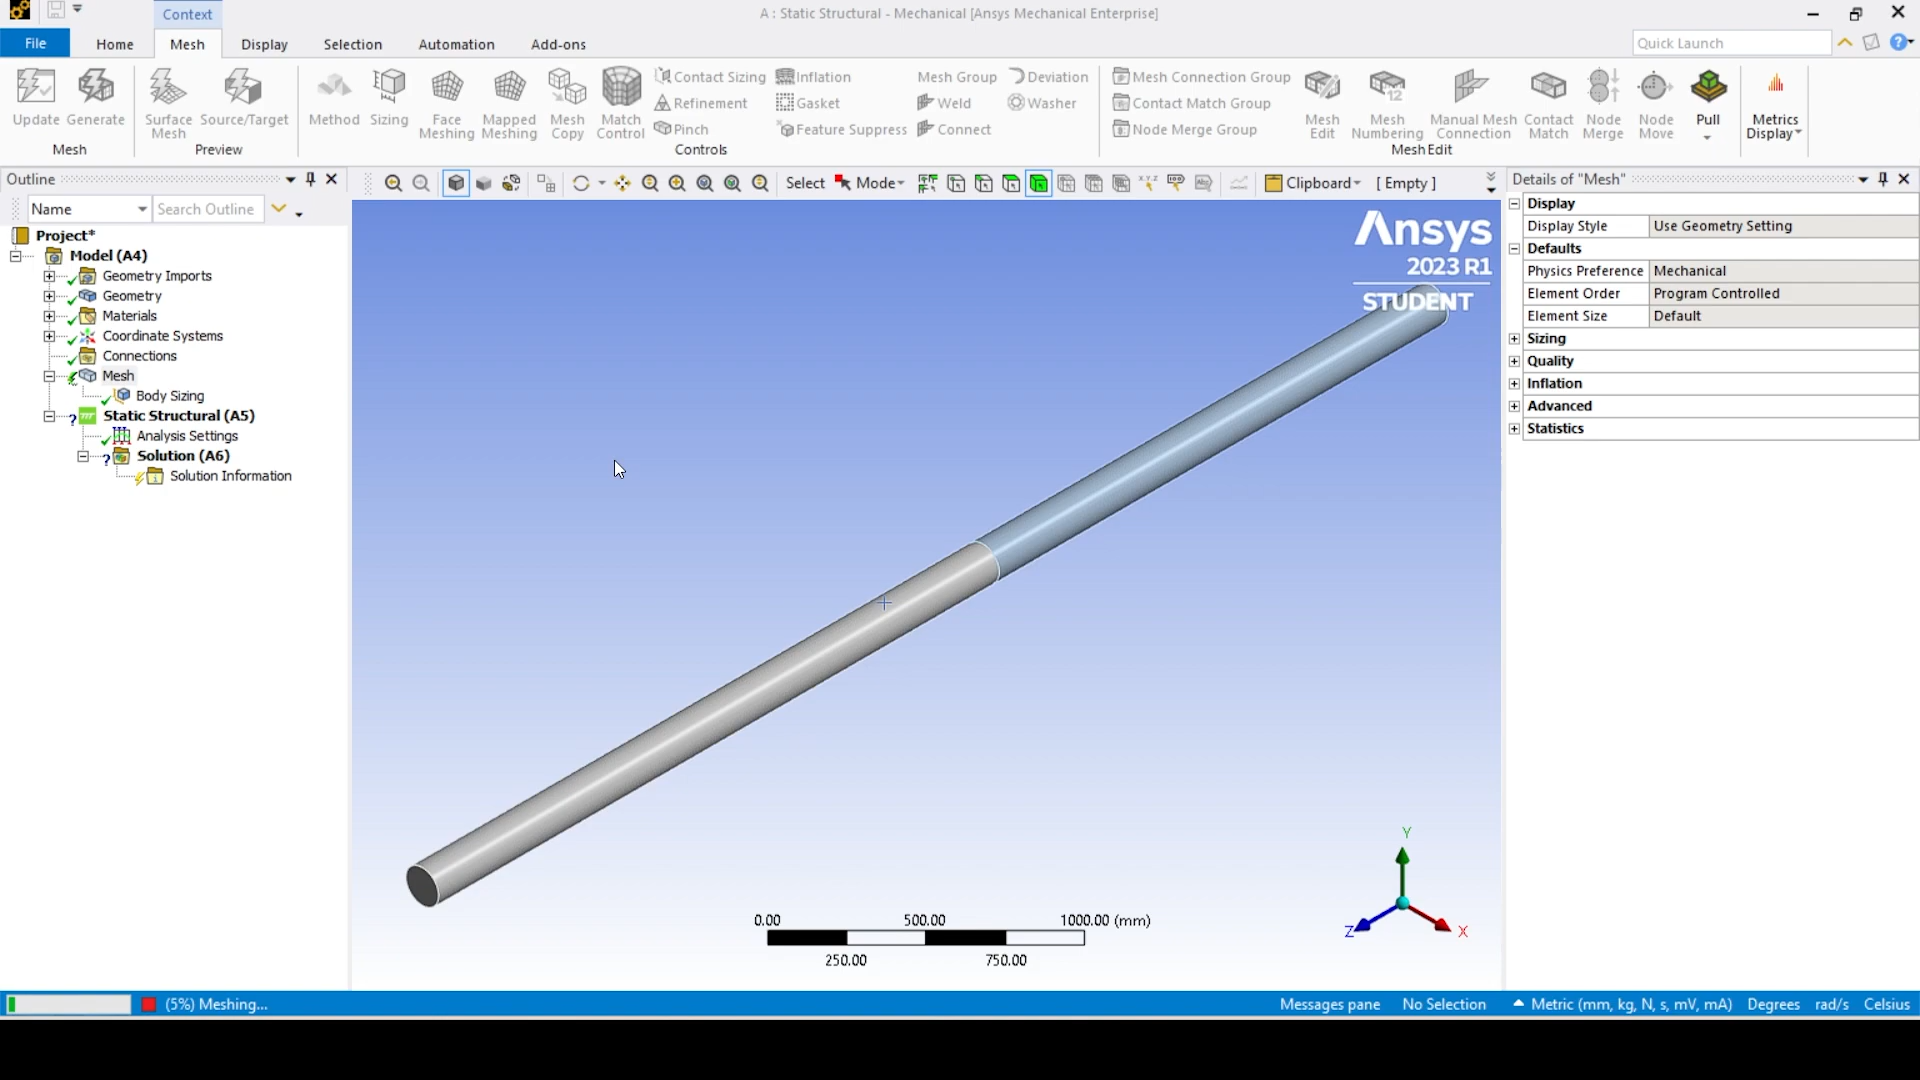 Context
A : Static Structural - Mechanical [Ansys Mechanical Enterprise]
File Home Mesh Display Selection Automation Add-ons
Quick Launch
Update Generate
Mesh
Surface Mesh Source/Target
Preview
Method Sizing Face Meshing Mapped Meshing Mesh Copy Match Control
Contact Sizing Inflation Mesh Group Deviation
Refinement Gasket Weld Washer
Pinch Feature Suppress Connect
Controls
Mesh Connection Group
Contact Match Group
Node Merge Group
Mesh Edit Mesh Numbering Manual Mesh Connection Contact Match Node Merge Node Move Pull
Mesh Edit
Metrics Display
Outline
Name Search Outline
Select Mode Clipboard [ Empty ]
Project*
Model (A4)
Geometry Imports
Geometry
Materials
Coordinate Systems
Connections
Mesh
Body Sizing
Static Structural (A5)
Analysis Settings
Solution (A6)
Solution Information
Ansys
2023 R1
STUDENT
Y
Z
X
0.00 500.00 1000.00 (mm)
250.00 750.00
Details of "Mesh"
Display
Display Style Use Geometry Setting
Defaults
Physics Preference Mechanical
Element Order Program Controlled
Element Size Default
Sizing
Quality
Inflation
Advanced
Statistics
(5%) Meshing...
Messages pane No Selection Metric (mm, kg, N, s, mV, mA) Degrees rad/s Celsius